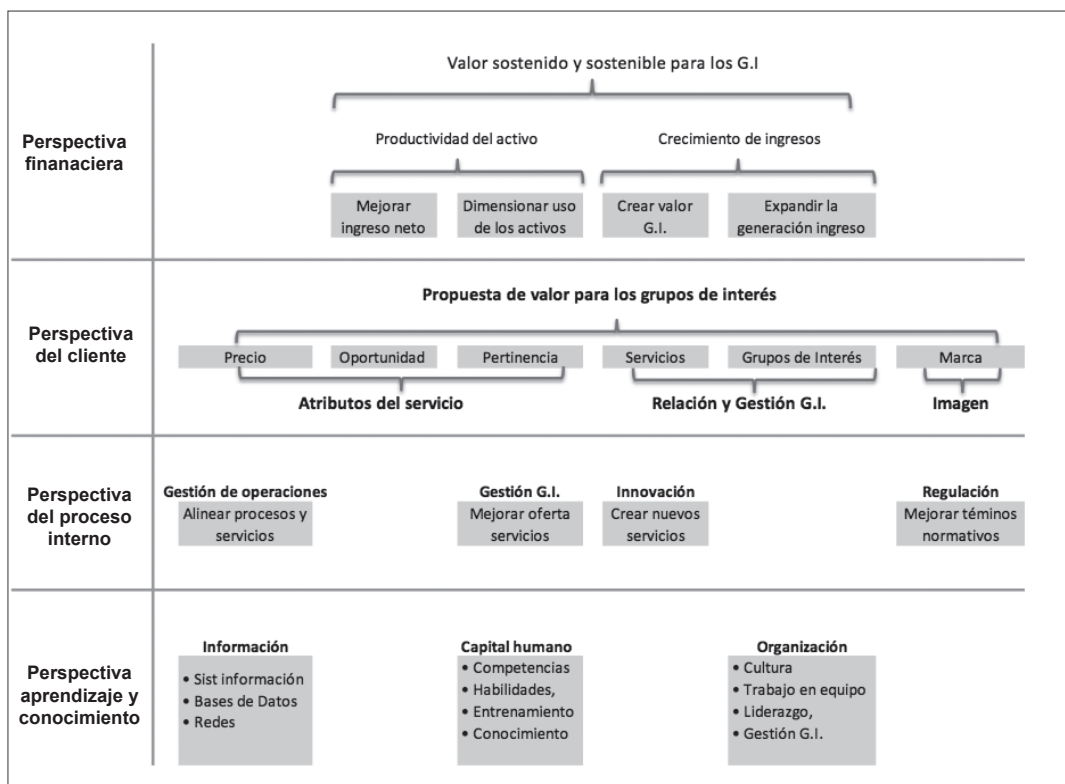 Perspectiva
finanaciera
Valor sostenido y sostenible para los G.I
Productividad del activo
Crecimiento de ingresos
Mejorar
ingreso neto
Dimensionar uso
de los activos
Crear valor
G.I.
Expandir la
generación ingreso
Perspectiva
del cliente
Propuesta de valor para los grupos de interés
Precio
Oportunidad
Pertinencia
Servicios
Grupos de Interés
Marca
Atributos del servicio
Relación y Gestión G.I.
Imagen
Perspectiva
del proceso
interno
Gestión de operaciones
Alinear procesos y
servicios
Gestión G.I.
Mejorar oferta
servicios
Innovación
Crear nuevos
servicios
Regulación
Mejorar téminos
normativos
Perspectiva
aprendizaje y
conocimiento
Información
• Sist información
• Bases de Datos
• Redes
Capital humano
• Competencias
• Habilidades,
• Entrenamiento
• Conocimiento
Organización
• Cultura
• Trabajo en equipo
• Liderazgo,
• Gestión G.I.